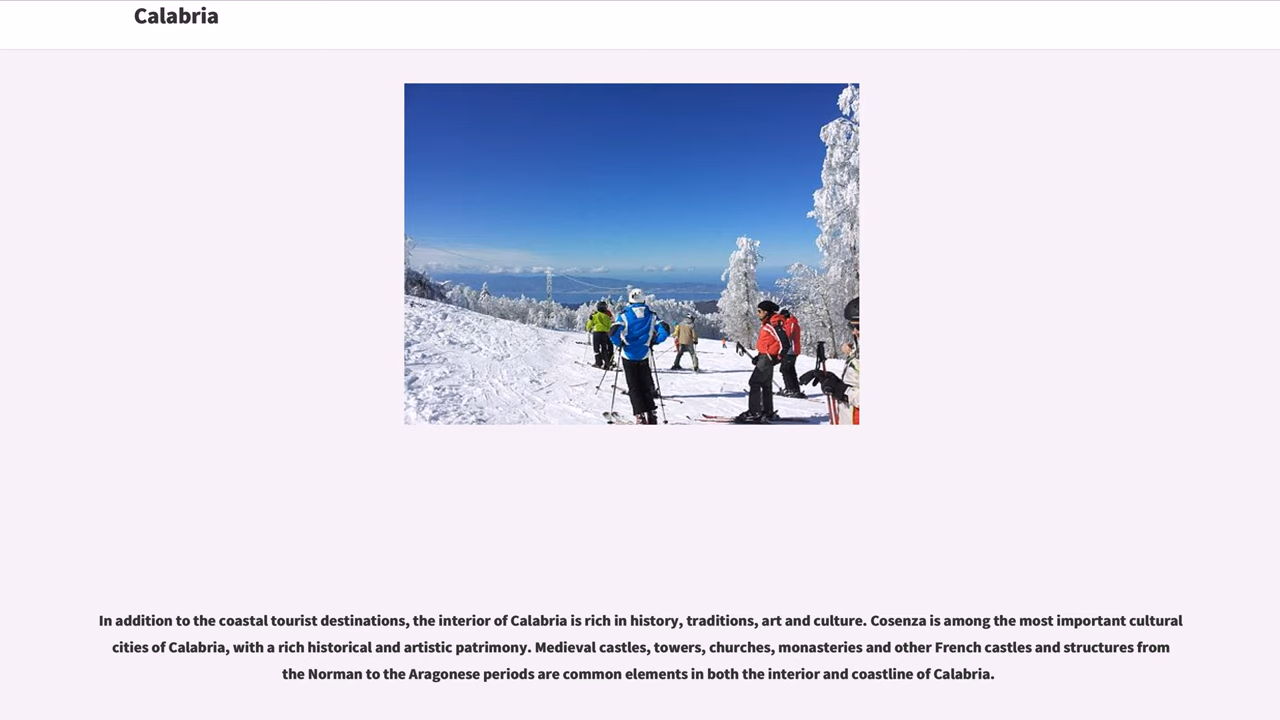 Calabria
In addition to the coastal tourist destinations, the interior of Calabria is rich in history, traditions, art and culture. Cosenza is among the most important cultural
cities of Calabria, with a rich historical and artistic patrimony. Medieval castles, towers, churches, monasteries and other French castles and structures from
the Norman to the Aragonese periods are common elements in both the interior and coastline of Calabria.